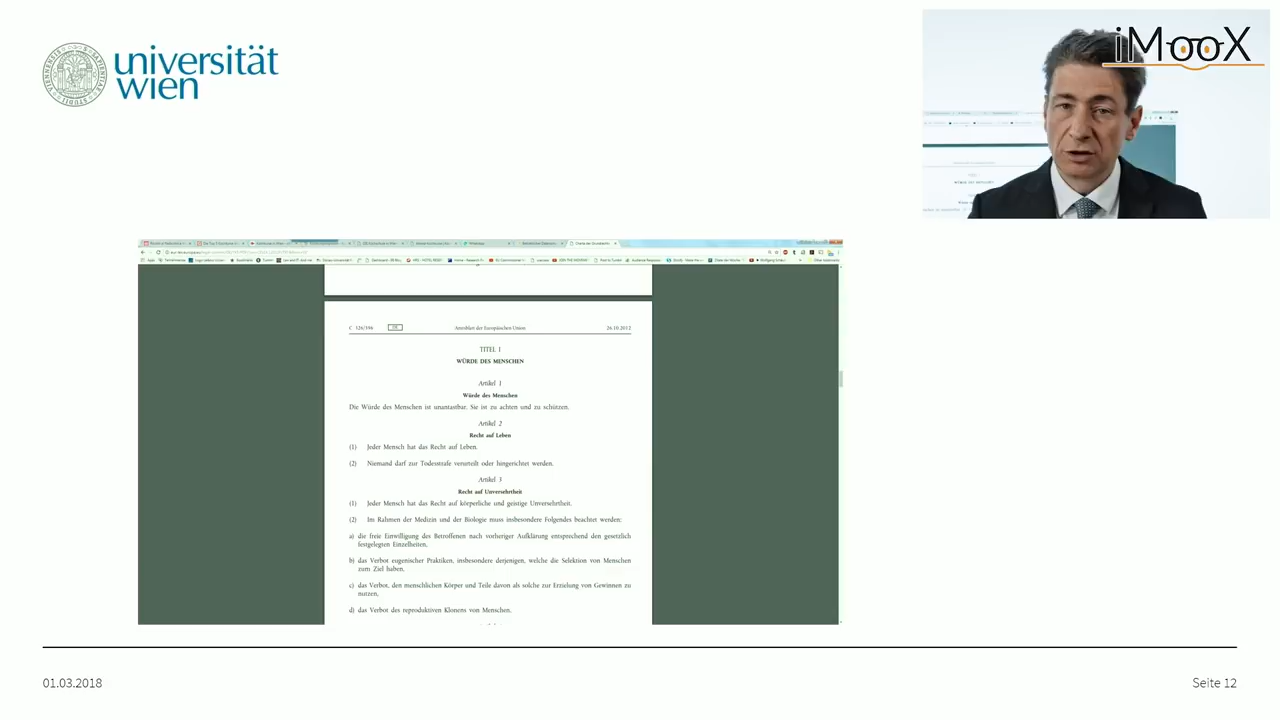 universität
wien
iMooX
C 326/396 DE Amtsblatt der Europäischen Union 26.10.2012
TITEL I
WÜRDE DES MENSCHEN
Artikel 1
Würde des Menschen
Die Würde des Menschen ist unantastbar. Sie ist zu achten und zu schützen.
Artikel 2
Recht auf Leben
(1) Jeder Mensch hat das Recht auf Leben.
(2) Niemand darf zur Todesstrafe verurteilt oder hingerichtet werden.
Artikel 3
Recht auf Unversehrtheit
(1) Jeder Mensch hat das Recht auf körperliche und geistige Unversehrtheit.
(2) Im Rahmen der Medizin und der Biologie muss insbesondere Folgendes beachtet werden:
a) die freie Einwilligung des Betroffenen nach vorheriger Aufklärung entsprechend den gesetzlich
festgelegten Einzelheiten,
b) das Verbot eugenischer Praktiken, insbesondere derjenigen, welche die Selektion von Menschen
zum Ziel haben,
c) das Verbot, den menschlichen Körper und Teile davon als solche zur Erzielung von Gewinnen zu
nutzen,
d) das Verbot des reproduktiven Klonens von Menschen.
01.03.2018
Seite 12